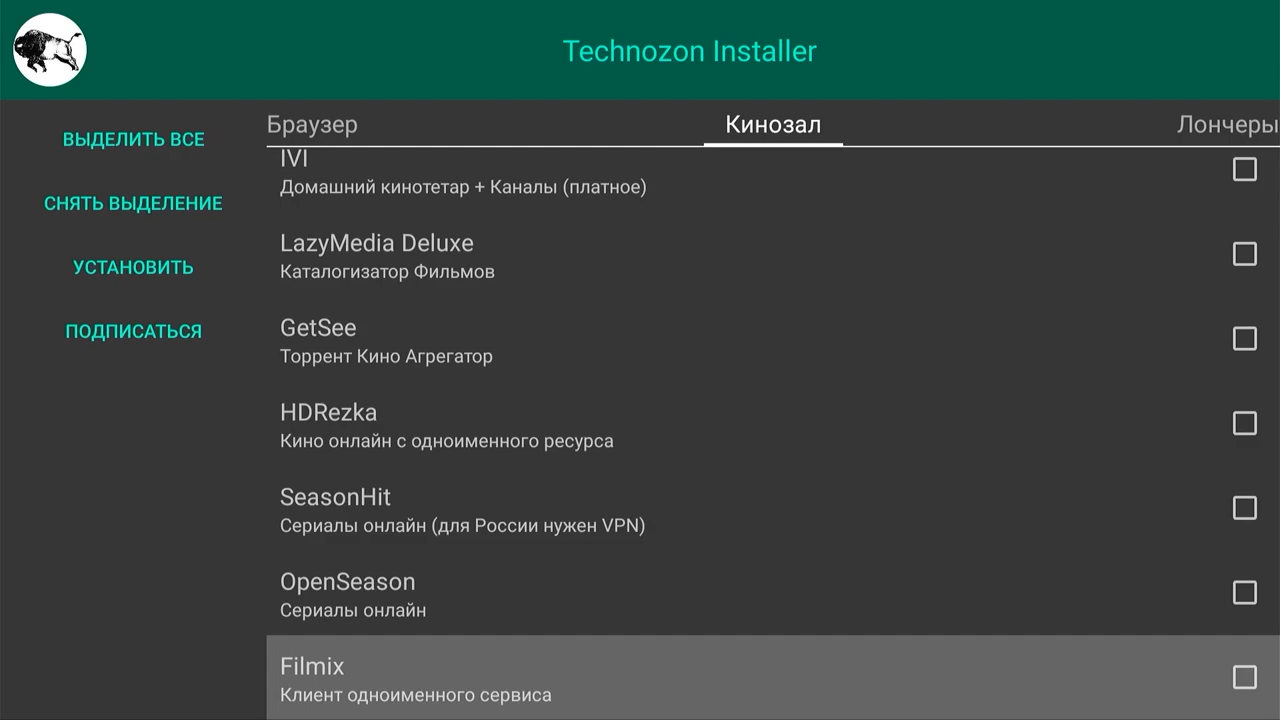 Technozon Installer
ВЫДЕЛИТЬ ВСЕ
СНЯТЬ ВЫДЕЛЕНИЕ
УСТАНОВИТЬ
ПОДПИСАТЬСЯ
Браузер Кинозал Лончеры
IVI
Домашний кинотетар + Каналы (платное)
LazyMedia Deluxe
Каталогизатор Фильмов
GetSee
Торрент Кино Агрегатор
HDRezka
Кино онлайн с одноименного ресурса
SeasonHit
Сериалы онлайн (для России нужен VPN)
OpenSeason
Сериалы онлайн
Filmix
Клиент одноименного сервиса